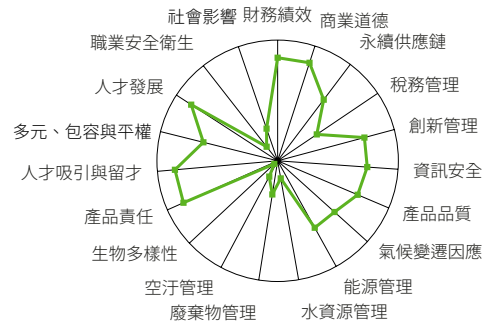 財務績效
商業道德
永續供應鏈
稅務管理
創新管理
資訊安全
產品品質
氣候變遷因應
能源管理
水資源管理
廢棄物管理
空汙管理
生物多樣性
產品責任
人才吸引與留才
多元、包容與平權
人才發展
職業安全衛生
社會影響